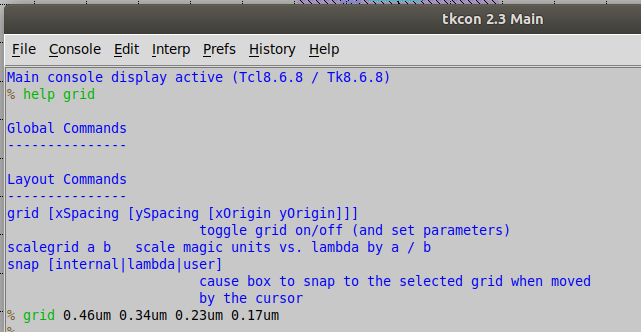 tkcon 2.3 Main
File Console Edit Interp Prefs History Help
Main console display active (Tcl8.6.8 / Tk8.6.8)
% help grid
Global Commands
---------------
Layout Commands
---------------
grid [xSpacing [ySpacing [xOrigin yOrigin]]]
toggle grid on/off (and set parameters)
scalegrid a b   scale magic units vs. lambda by a / b
snap [internal|lambda|user]
cause box to snap to the selected grid when moved
by the cursor
% grid 0.46um 0.34um 0.23um 0.17um
%